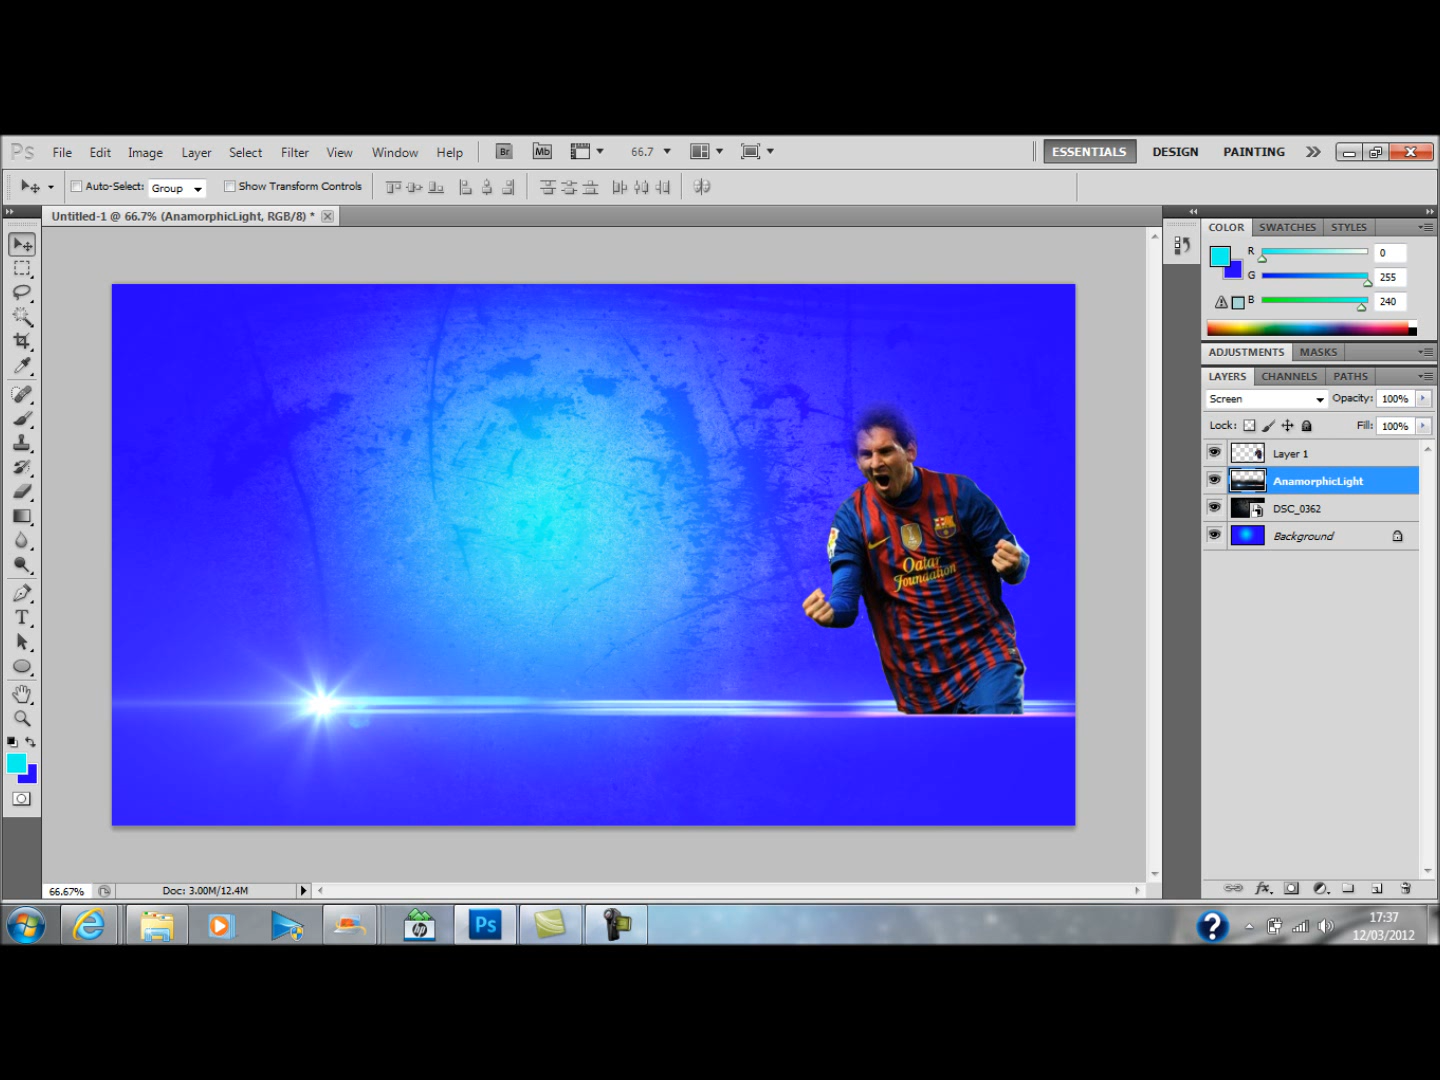 Ps File Edit Image Layer Select Filter View Window Help Br Mb 66.7 ESSENTIALS DESIGN PAINTING
Auto-Select: Group Show Transform Controls
Untitled-1 @ 66.7% (AnamorphicLight, RGB/8) *
COLOR SWATCHES STYLES
R 0
G 255
B 240
ADJUSTMENTS MASKS
LAYERS CHANNELS PATHS
Screen Opacity: 100%
Lock: Fill: 100%
Layer 1
AnamorphicLight
DSC_0362
Background
Qatar
Foundation
66.67% Doc: 3.00M/12.4M
hp Ps ? 17:37
12/03/2012